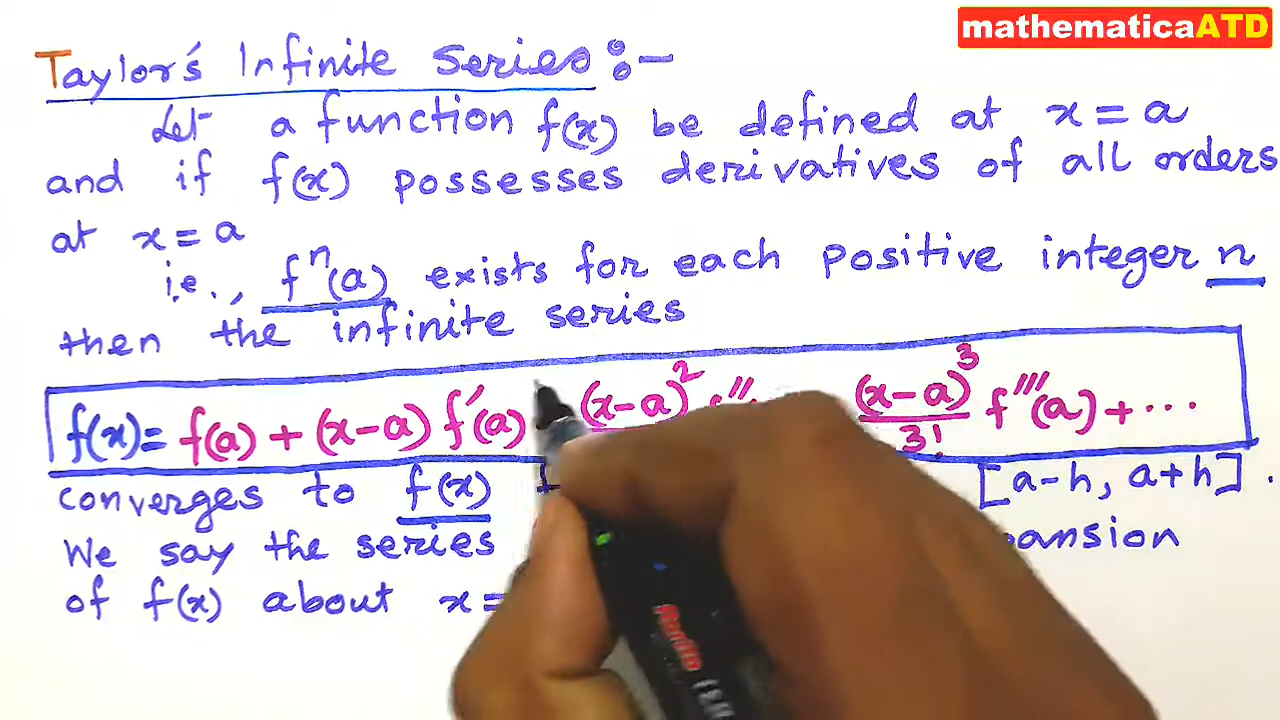 mathematicaATD
Taylor's Infinite Series :-
Let a function f(x) be defined at x = a
and if f(x) possesses derivatives of all orders
at x = a
i.e., fⁿ(a) exists for each positive integer n
then the infinite series
f(x) = f(a) + (x-a) f'(a) (x-a)² f'' (x-a)³/3! f'''(a) + ...
converges to f(x) [a-h, a+h].
We say the series
of f(x) about x =